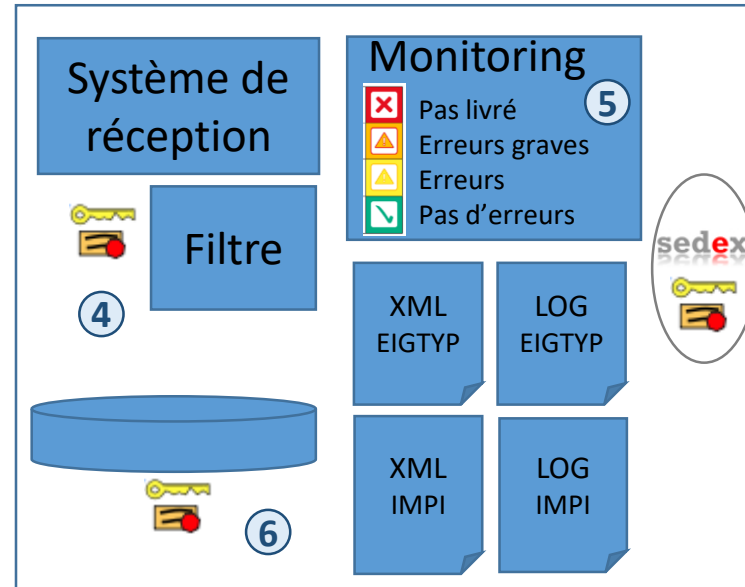 Système de
réception
Monitoring
5
Pas livré
Erreurs graves
Erreurs
Pas d'erreurs
Filtre
4
sedex
XML
EIGTYP
LOG
EIGTYP
XML
IMPI
LOG
IMPI
6